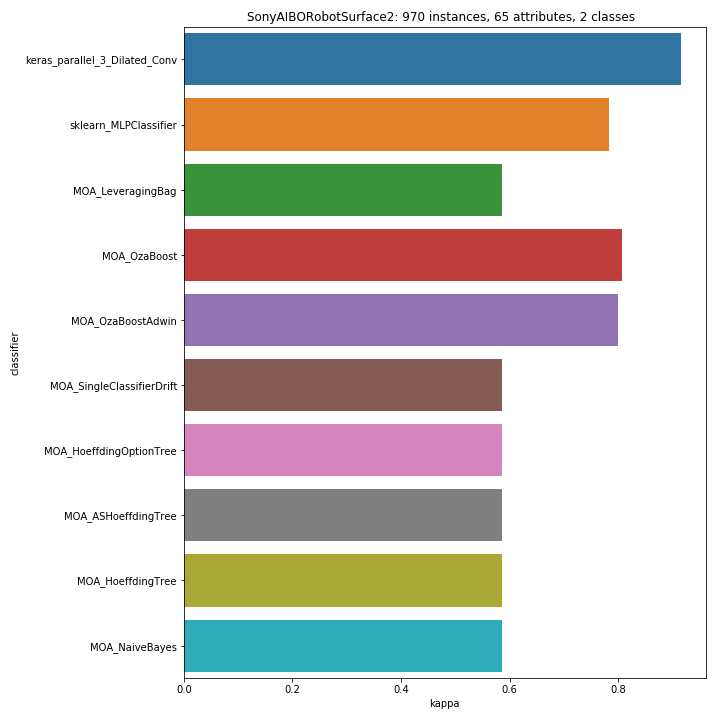 SonyAIBORobotSurface2: 970 instances, 65 attributes, 2 classes
keras_parallel_3_Dilated_Conv
sklearn_MLPClassifier
MOA_LeveragingBag
MOA_OzaBoost
MOA_OzaBoostAdwin
MOA_SingleClassifierDrift
MOA_HoeffdingOptionTree
MOA_ASHoeffdingTree
MOA_HoeffdingTree
MOA_NaiveBayes
classifier
0.0 0.2 0.4 0.6 0.8
kappa